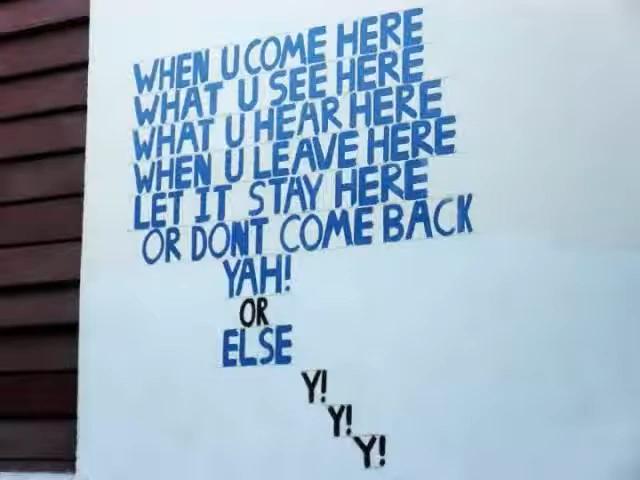 WHEN U COME HERE
WHAT U SEE HERE
WHAT U HEAR HERE
WHEN U LEAVE HERE
LET IT STAY HERE
OR DONT COME BACK
YAH!
OR
ELSE
Y!
Y!
Y!